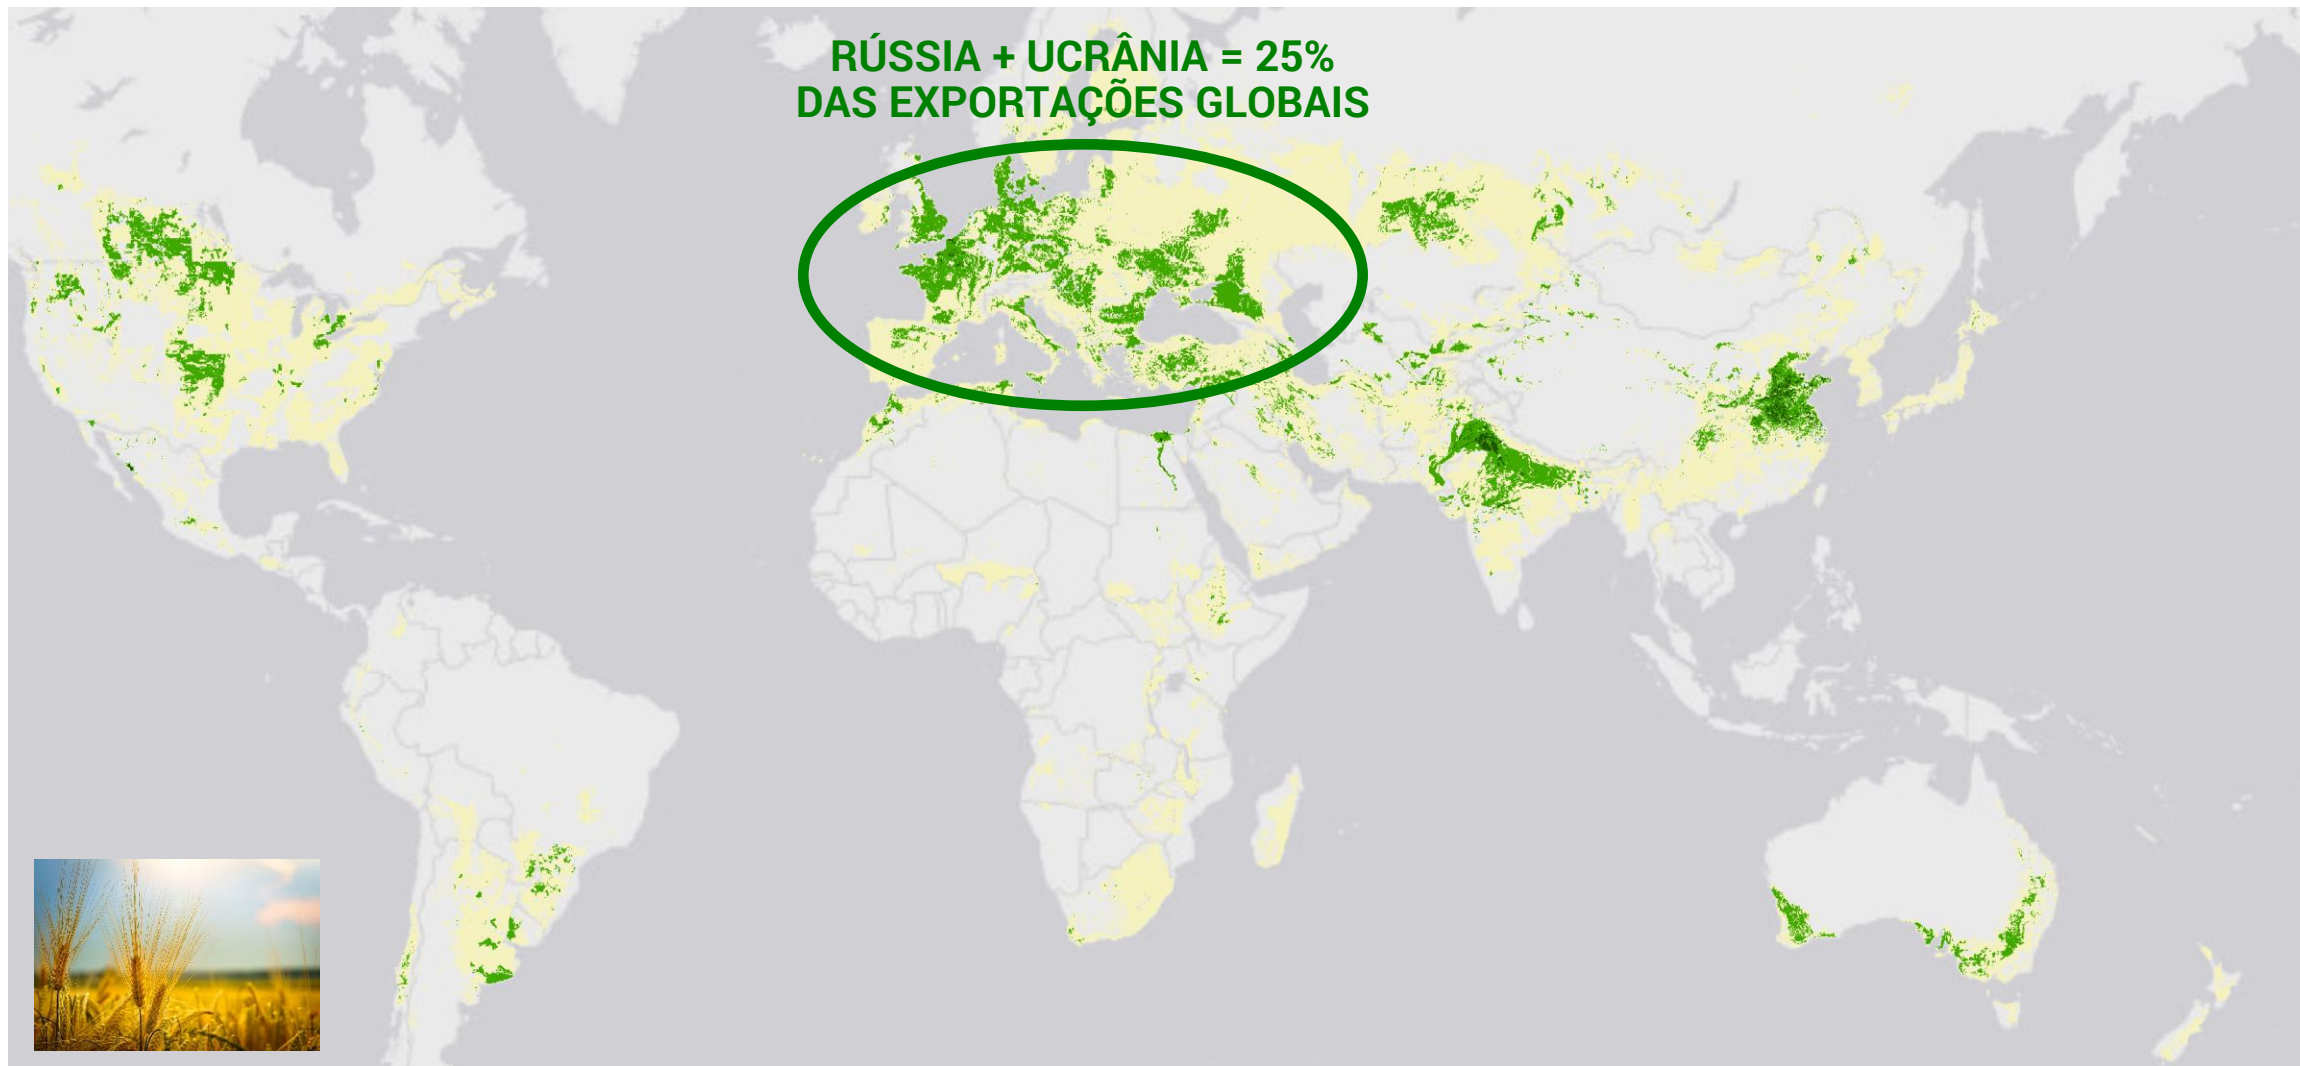 RÚSSIA + UCRÂNIA = 25%
DAS EXPORTAÇÕES GLOBAIS